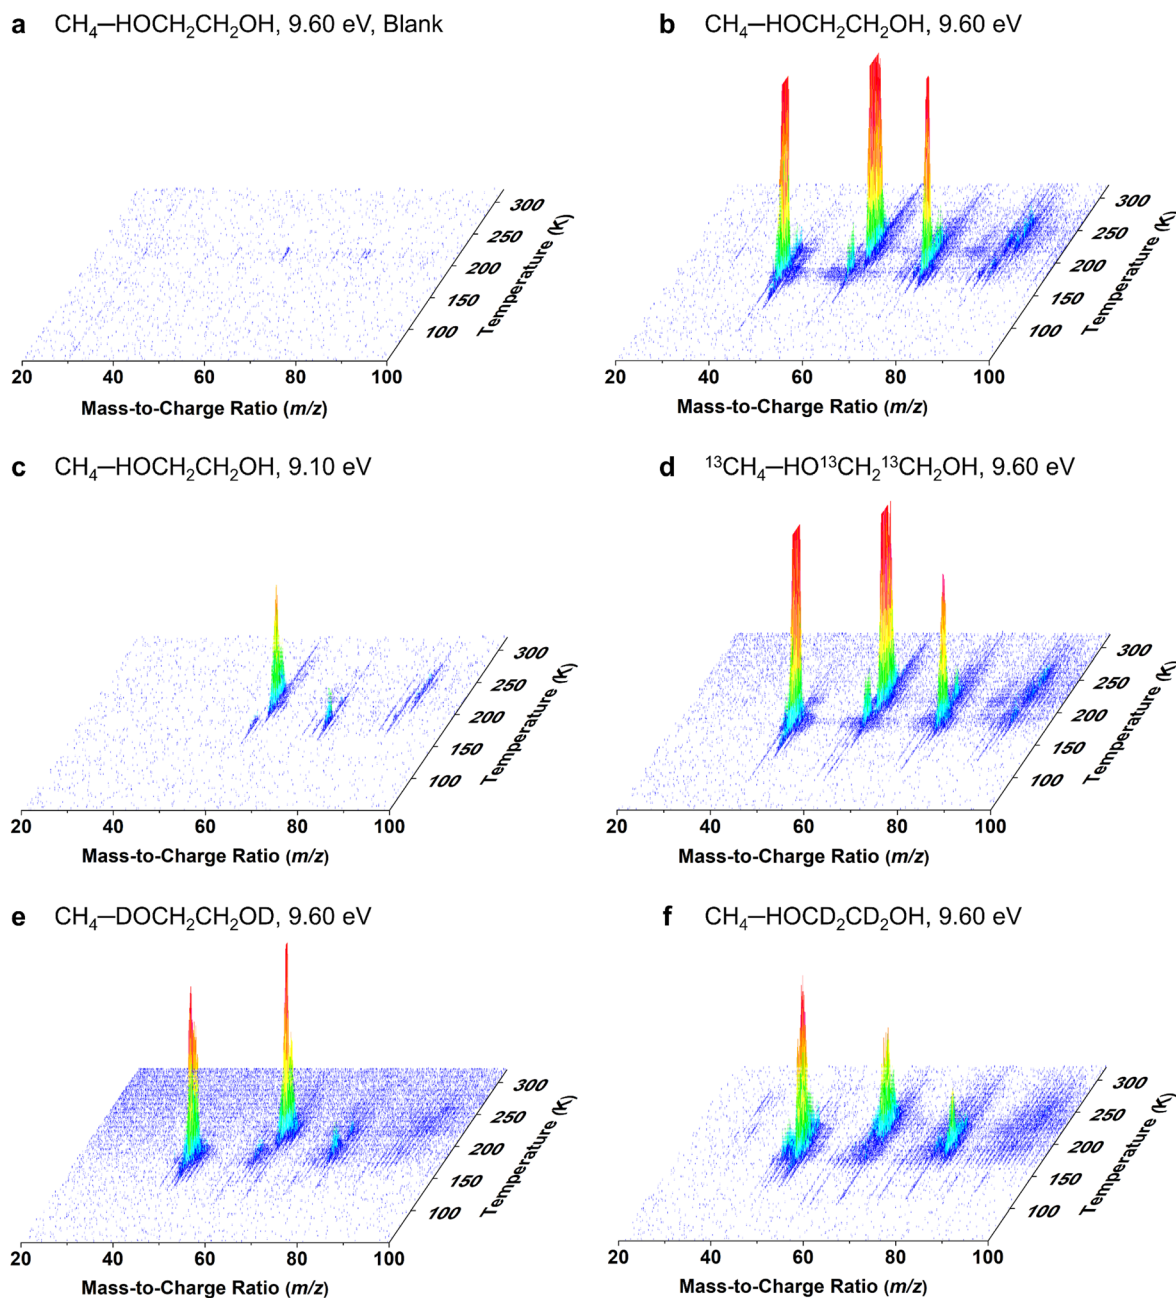 a CH₄—HOCH₂CH₂OH, 9.60 eV, Blank
300
250
200
150
100
Temperature (K)
20 40 60 80 100
Mass-to-Charge Ratio (m/z)
b CH₄—HOCH₂CH₂OH, 9.60 eV
300
250
200
150
100
Temperature (K)
20 40 60 80 100
Mass-to-Charge Ratio (m/z)
c CH₄—HOCH₂CH₂OH, 9.10 eV
300
250
200
150
100
Temperature (K)
20 40 60 80 100
Mass-to-Charge Ratio (m/z)
d ¹³CH₄—HO¹³CH₂¹³CH₂OH, 9.60 eV
300
250
200
150
100
Temperature (K)
20 40 60 80 100
Mass-to-Charge Ratio (m/z)
e CH₄—DOCH₂CH₂OD, 9.60 eV
300
250
200
150
100
Temperature (K)
20 40 60 80 100
Mass-to-Charge Ratio (m/z)
f CH₄—HOCD₂CD₂OH, 9.60 eV
300
250
200
150
100
Temperature (K)
20 40 60 80 100
Mass-to-Charge Ratio (m/z)